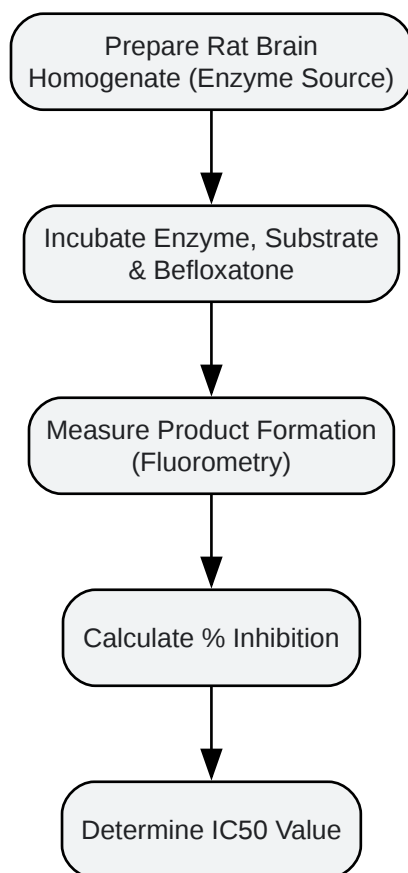 Prepare Rat Brain
Homogenate (Enzyme Source)
Incubate Enzyme, Substrate
& Befloxatone
Measure Product Formation
(Fluorometry)
Calculate % Inhibition
Determine IC50 Value